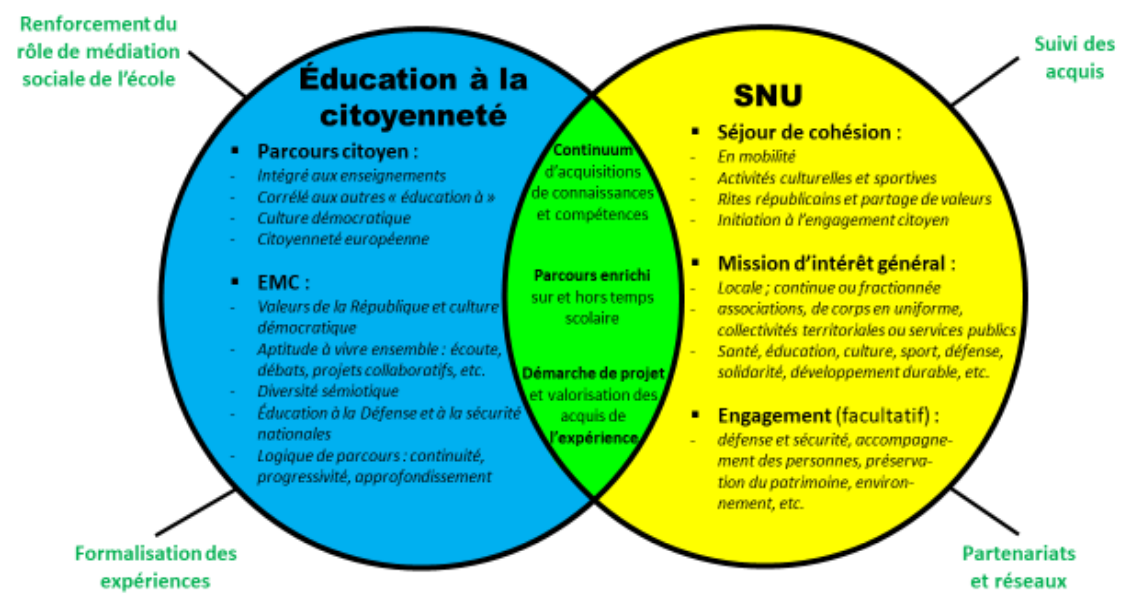 Renforcement du
rôle de médiation
sociale de l'école
Éducation à la
citoyenneté
▪ Parcours citoyen :
- Intégré aux enseignements
- Corrélé aux autres « éducation à »
- Culture démocratique
- Citoyenneté européenne
▪ EMC :
- Valeurs de la République et culture
démocratique
- Aptitude à vivre ensemble : écoute,
débats, projets collaboratifs, etc.
- Diversité sémiotique
- Éducation à la Défense et à la sécurité
nationales
- Logique de parcours : continuité,
progressivité, approfondissement
Continuum
d'acquisitions
de connaissances
et compétences
Parcours enrichi
sur et hors temps
scolaire
Démarche de projet
et valorisation des
acquis de
l'expérience
SNU
▪ Séjour de cohésion :
- En mobilité
- Activités culturelles et sportives
- Rites républicains et partage de valeurs
- Initiation à l'engagement citoyen
▪ Mission d'intérêt général :
- Locale ; continue ou fractionnée
- associations, de corps en uniforme,
collectivités territoriales ou services publics
- Santé, éducation, culture, sport, défense,
solidarité, développement durable, etc.
▪ Engagement (facultatif) :
- défense et sécurité, accompagne-
ment des personnes, préserva-
tion du patrimoine, environ-
nement, etc.
Suivi des
acquis
Formalisation des
expériences
Partenariats
et réseaux